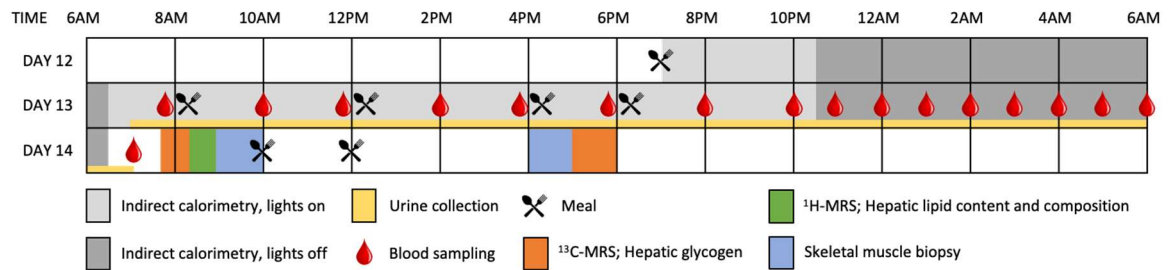 TIME 6AM 8AM 10AM 12PM 2PM 4PM 6PM 8PM 10PM 12AM 2AM 4AM 6AM
DAY 12
DAY 13
DAY 14
Indirect calorimetry, lights on Urine collection Meal ¹H-MRS; Hepatic lipid content and composition
Indirect calorimetry, lights off Blood sampling ¹³C-MRS; Hepatic glycogen Skeletal muscle biopsy